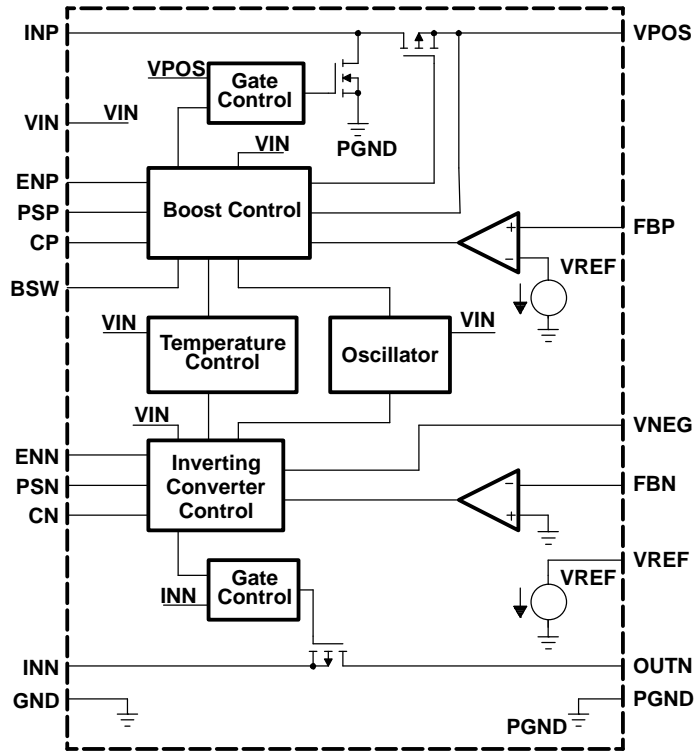 INP
VPOS
VPOS
Gate
Control
VIN
VIN
PGND
VIN
ENP
PSP
CP
Boost Control
+
−
FBP
VREF
BSW
VIN
Temperature
Control
Oscillator
VIN
VIN
VNEG
ENN
PSN
CN
Inverting
Converter
Control
−
+
FBN
VREF
VREF
INN
Gate
Control
INN
OUTN
GND
PGND
PGND